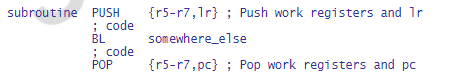 subroutine PUSH {r5-r7,lr} ; Push work registers and lr
; code
BL somewhere_else
; code
POP {r5-r7,pc} ; Pop work registers and pc